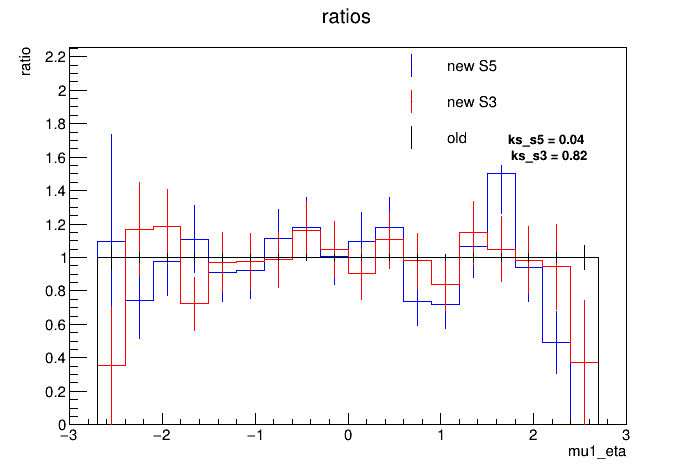 ratios
ratio
2.2
2
1.8
1.6
1.4
1.2
1
0.8
0.6
0.4
0.2
0
new S5
new S3
old
ks_s5 = 0.04
ks_s3 = 0.82
−3 −2 −1 0 1 2 3
mu1_eta